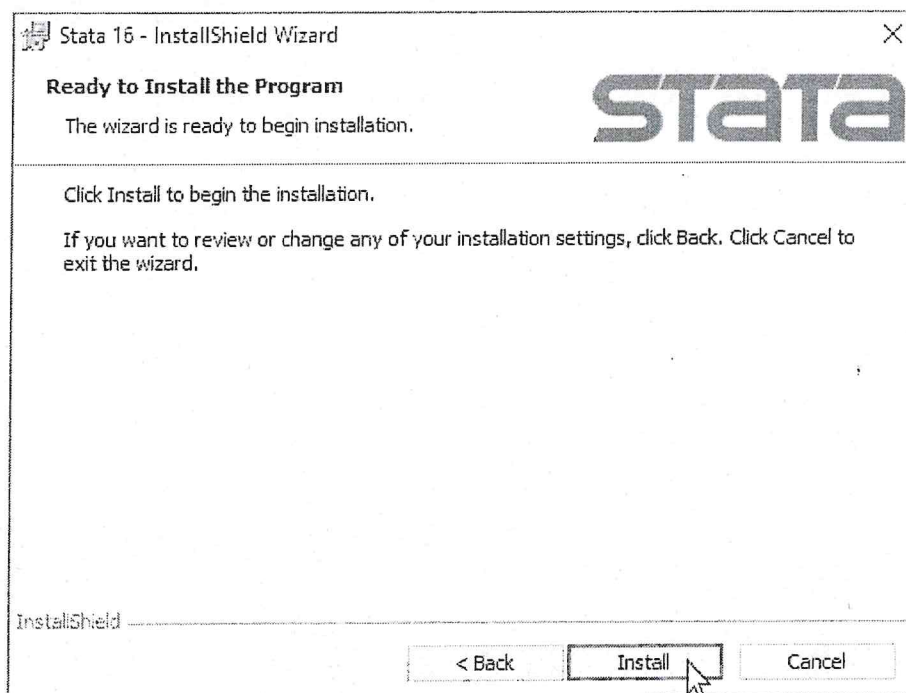 Stata 16 - InstallShield Wizard
Ready to Install the Program
The wizard is ready to begin installation.
STaTa
Click Install to begin the installation.
If you want to review or change any of your installation settings, click Back. Click Cancel to
exit the wizard.
InstallShield
< Back
Install
Cancel